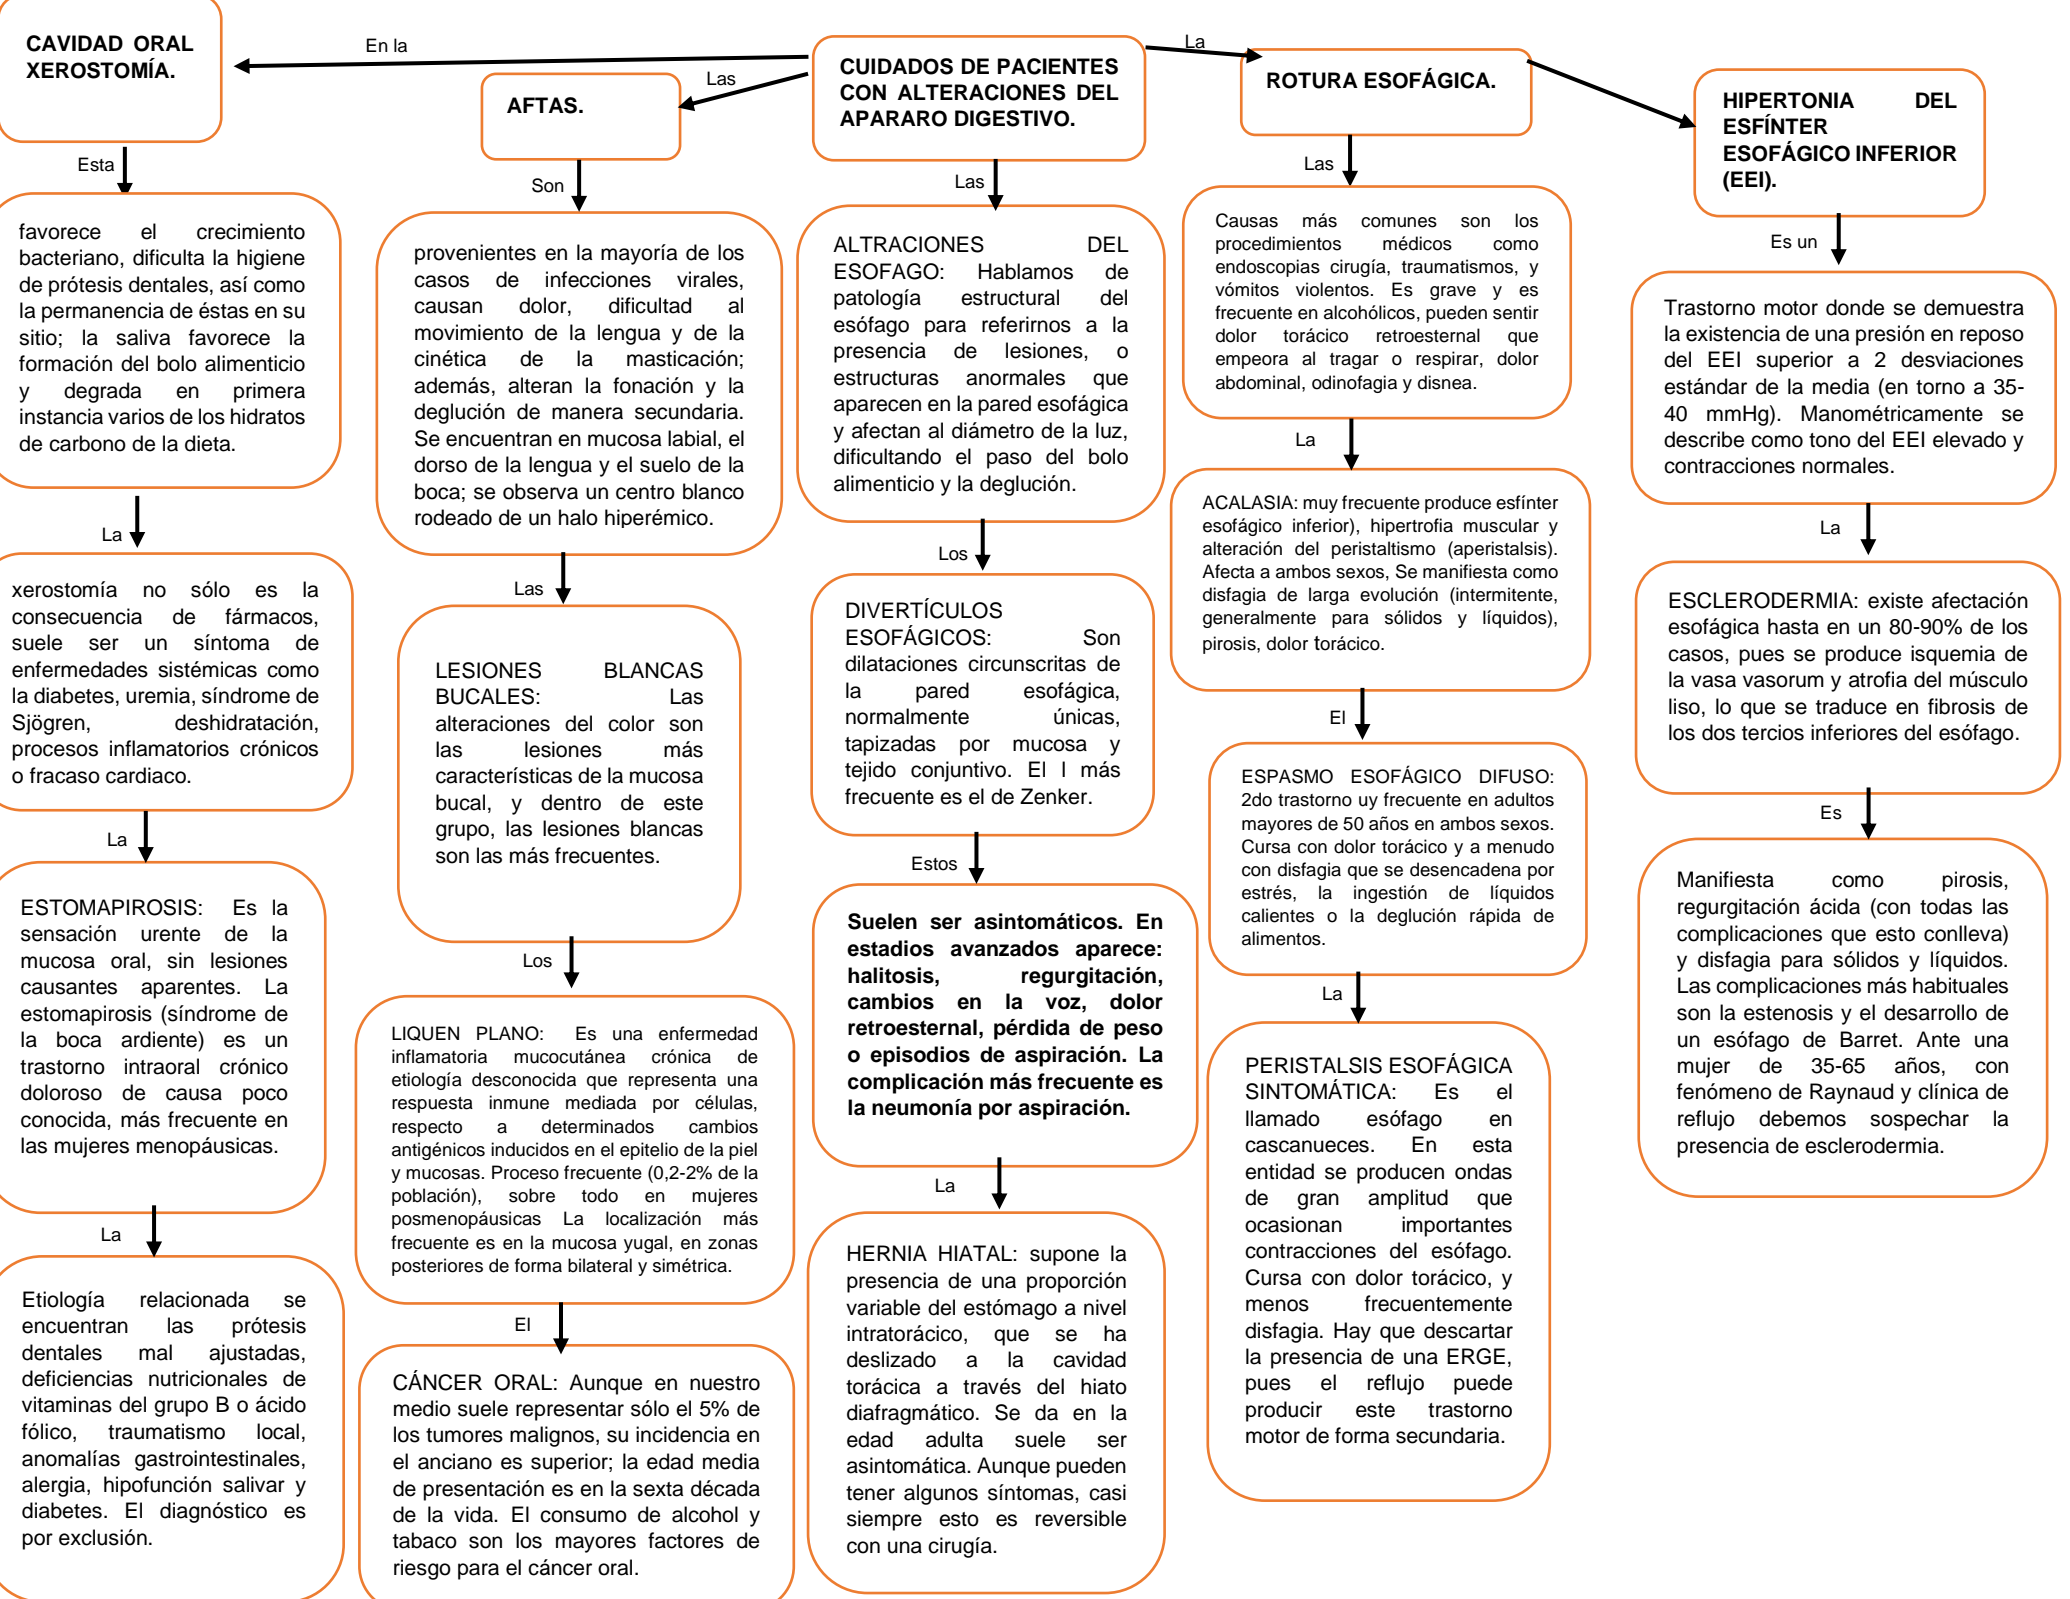 CAVIDAD ORAL
XEROSTOMÍA.
En la
CUIDADOS DE PACIENTES
CON ALTERACIONES DEL
APARARO DIGESTIVO.
La
ROTURA ESOFÁGICA.
HIPERTONIA DEL
ESFÍNTER
ESOFÁGICO INFERIOR
(EEI).
Las
AFTAS.
Esta
favorece el crecimiento
bacteriano, dificulta la higiene
de prótesis dentales, así como
la permanencia de éstas en su
sitio; la saliva favorece la
formación del bolo alimenticio
y degrada en primera
instancia varios de los hidratos
de carbono de la dieta.
La
xerostomía no sólo es la
consecuencia de fármacos,
suele ser un síntoma de
enfermedades sistémicas como
la diabetes, uremia, síndrome de
Sjögren, deshidratación,
procesos inflamatorios crónicos
o fracaso cardiaco.
La
ESTOMAPIROSIS: Es la
sensación urente de la
mucosa oral, sin lesiones
causantes aparentes. La
estomapirosis (síndrome de
la boca ardiente) es un
trastorno intraoral crónico
doloroso de causa poco
conocida, más frecuente en
las mujeres menopáusicas.
La
Etiología relacionada se
encuentran las prótesis
dentales mal ajustadas,
deficiencias nutricionales de
vitaminas del grupo B o ácido
fólico, traumatismo local,
anomalías gastrointestinales,
alergia, hipofunción salivar y
diabetes. El diagnóstico es
por exclusión.
Son
provenientes en la mayoría de los
casos de infecciones virales,
causan dolor, dificultad al
movimiento de la lengua y de la
cinética de la masticación;
además, alteran la fonación y la
deglución de manera secundaria.
Se encuentran en mucosa labial, el
dorso de la lengua y el suelo de la
boca; se observa un centro blanco
rodeado de un halo hiperémico.
Las
LESIONES BLANCAS
BUCALES: Las
alteraciones del color son
las lesiones más
características de la mucosa
bucal, y dentro de este
grupo, las lesiones blancas
son las más frecuentes.
Los
LIQUEN PLANO: Es una enfermedad
inflamatoria mucocutánea crónica de
etiología desconocida que representa una
respuesta inmune mediada por células,
respecto a determinados cambios
antigénicos inducidos en el epitelio de la piel
y mucosas. Proceso frecuente (0,2-2% de la
población), sobre todo en mujeres
posmenopáusicas La localización más
frecuente es en la mucosa yugal, en zonas
posteriores de forma bilateral y simétrica.
El
CÁNCER ORAL: Aunque en nuestro
medio suele representar sólo el 5% de
los tumores malignos, su incidencia en
el anciano es superior; la edad media
de presentación es en la sexta década
de la vida. El consumo de alcohol y
tabaco son los mayores factores de
riesgo para el cáncer oral.
Las
ALTRACIONES DEL
ESOFAGO: Hablamos de
patología estructural del
esófago para referirnos a la
presencia de lesiones, o
estructuras anormales que
aparecen en la pared esofágica
y afectan al diámetro de la luz,
dificultando el paso del bolo
alimenticio y la deglución.
Los
DIVERTÍCULOS
ESOFÁGICOS: Son
dilataciones circunscritas de
la pared esofágica,
normalmente únicas,
tapizadas por mucosa y
tejido conjuntivo. El l más
frecuente es el de Zenker.
Estos
Suelen ser asintomáticos. En
estadios avanzados aparece:
halitosis, regurgitación,
cambios en la voz, dolor
retroesternal, pérdida de peso
o episodios de aspiración. La
complicación más frecuente es
la neumonía por aspiración.
La
HERNIA HIATAL: supone la
presencia de una proporción
variable del estómago a nivel
intratorácico, que se ha
deslizado a la cavidad
torácica a través del hiato
diafragmático. Se da en la
edad adulta suele ser
asintomática. Aunque pueden
tener algunos síntomas, casi
siempre esto es reversible
con una cirugía.
Las
Causas más comunes son los
procedimientos médicos como
endoscopias cirugía, traumatismos, y
vómitos violentos. Es grave y es
frecuente en alcohólicos, pueden sentir
dolor torácico retroesternal que
empeora al tragar o respirar, dolor
abdominal, odinofagia y disnea.
La
ACALASIA: muy frecuente produce esfínter
esofágico inferior), hipertrofia muscular y
alteración del peristaltismo (aperistalsis).
Afecta a ambos sexos, Se manifiesta como
disfagia de larga evolución (intermitente,
generalmente para sólidos y líquidos),
pirosis, dolor torácico.
El
ESPASMO ESOFÁGICO DIFUSO:
2do trastorno uy frecuente en adultos
mayores de 50 años en ambos sexos.
Cursa con dolor torácico y a menudo
con disfagia que se desencadena por
estrés, la ingestión de líquidos
calientes o la deglución rápida de
alimentos.
La
PERISTALSIS ESOFÁGICA
SINTOMÁTICA: Es el
llamado esófago en
cascanueces. En esta
entidad se producen ondas
de gran amplitud que
ocasionan importantes
contracciones del esófago.
Cursa con dolor torácico, y
menos frecuentemente
disfagia. Hay que descartar
la presencia de una ERGE,
pues el reflujo puede
producir este trastorno
motor de forma secundaria.
Es un
Trastorno motor donde se demuestra
la existencia de una presión en reposo
del EEI superior a 2 desviaciones
estándar de la media (en torno a 35-
40 mmHg). Manométricamente se
describe como tono del EEI elevado y
contracciones normales.
La
ESCLERODERMIA: existe afectación
esofágica hasta en un 80-90% de los
casos, pues se produce isquemia de
la vasa vasorum y atrofia del músculo
liso, lo que se traduce en fibrosis de
los dos tercios inferiores del esófago.
Es
Manifiesta como pirosis,
regurgitación ácida (con todas las
complicaciones que esto conlleva)
y disfagia para sólidos y líquidos.
Las complicaciones más habituales
son la estenosis y el desarrollo de
un esófago de Barret. Ante una
mujer de 35-65 años, con
fenómeno de Raynaud y clínica de
reflujo debemos sospechar la
presencia de esclerodermia.